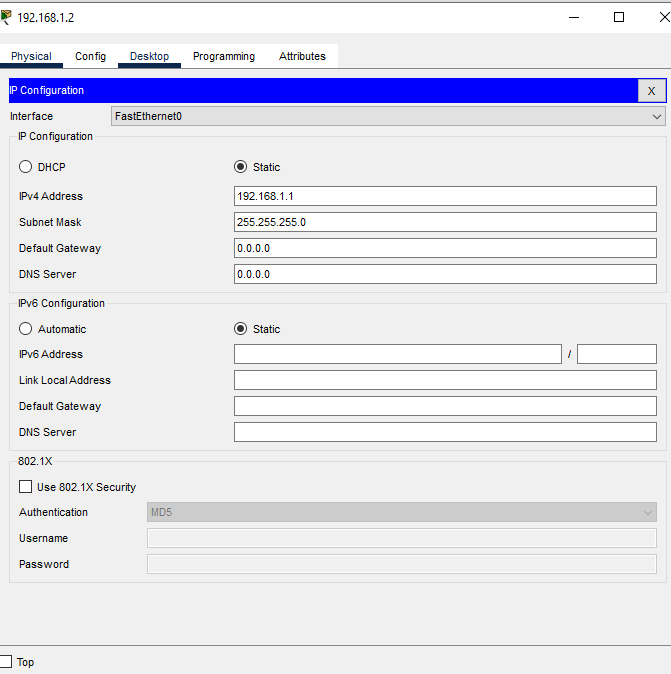 192.168.1.2
Physical Config Desktop Programming Attributes
IP Configuration X
Interface FastEthernet0
IP Configuration
DHCP Static
IPv4 Address 192.168.1.1
Subnet Mask 255.255.255.0
Default Gateway 0.0.0.0
DNS Server 0.0.0.0
IPv6 Configuration
Automatic Static
IPv6 Address /
Link Local Address
Default Gateway
DNS Server
802.1X
Use 802.1X Security
Authentication MD5
Username
Password
Top